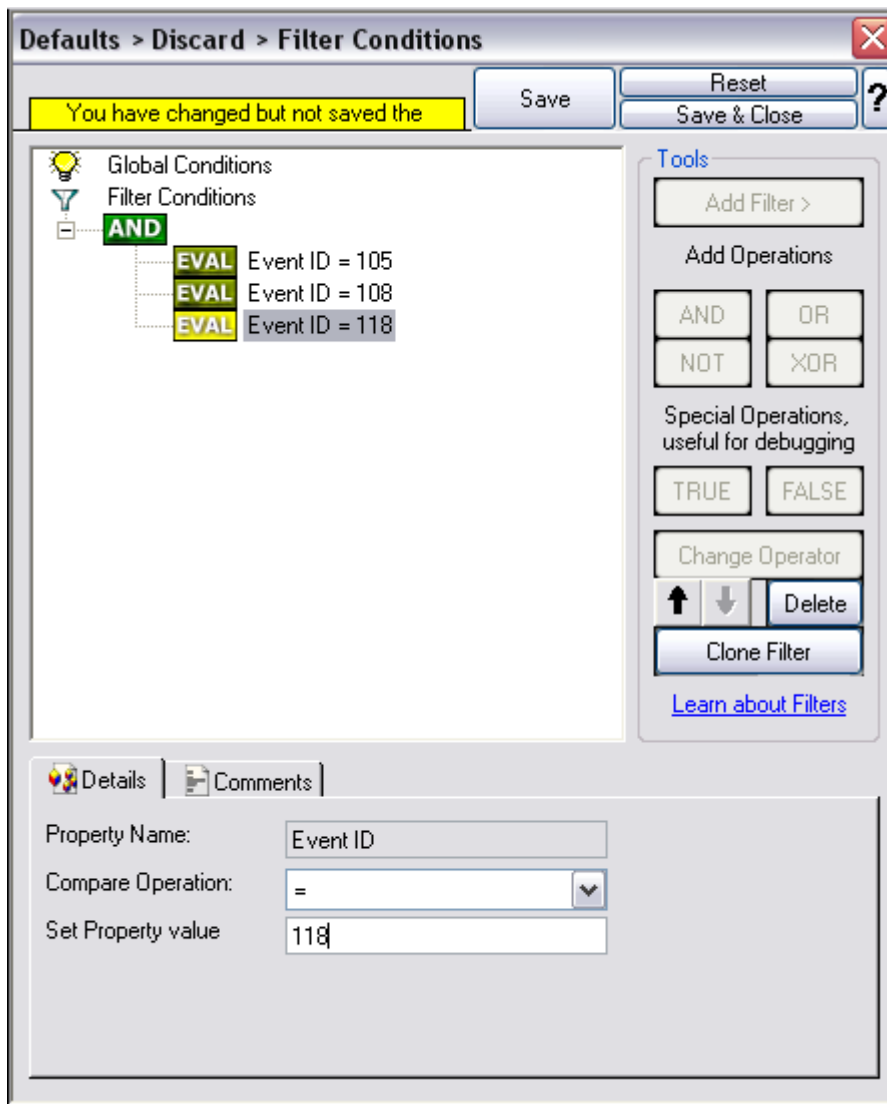 Defaults > Discard > Filter Conditions
You have changed but not saved the
Save
Reset
Save & Close
?
Global Conditions
Filter Conditions
AND
EVAL Event ID = 105
EVAL Event ID = 108
EVAL Event ID = 118
Tools
Add Filter >
Add Operations
AND OR
NOT XOR
Special Operations,
useful for debugging
TRUE FALSE
Change Operator
Delete
Clone Filter
Learn about Filters
Details Comments
Property Name: Event ID
Compare Operation: =
Set Property value 118